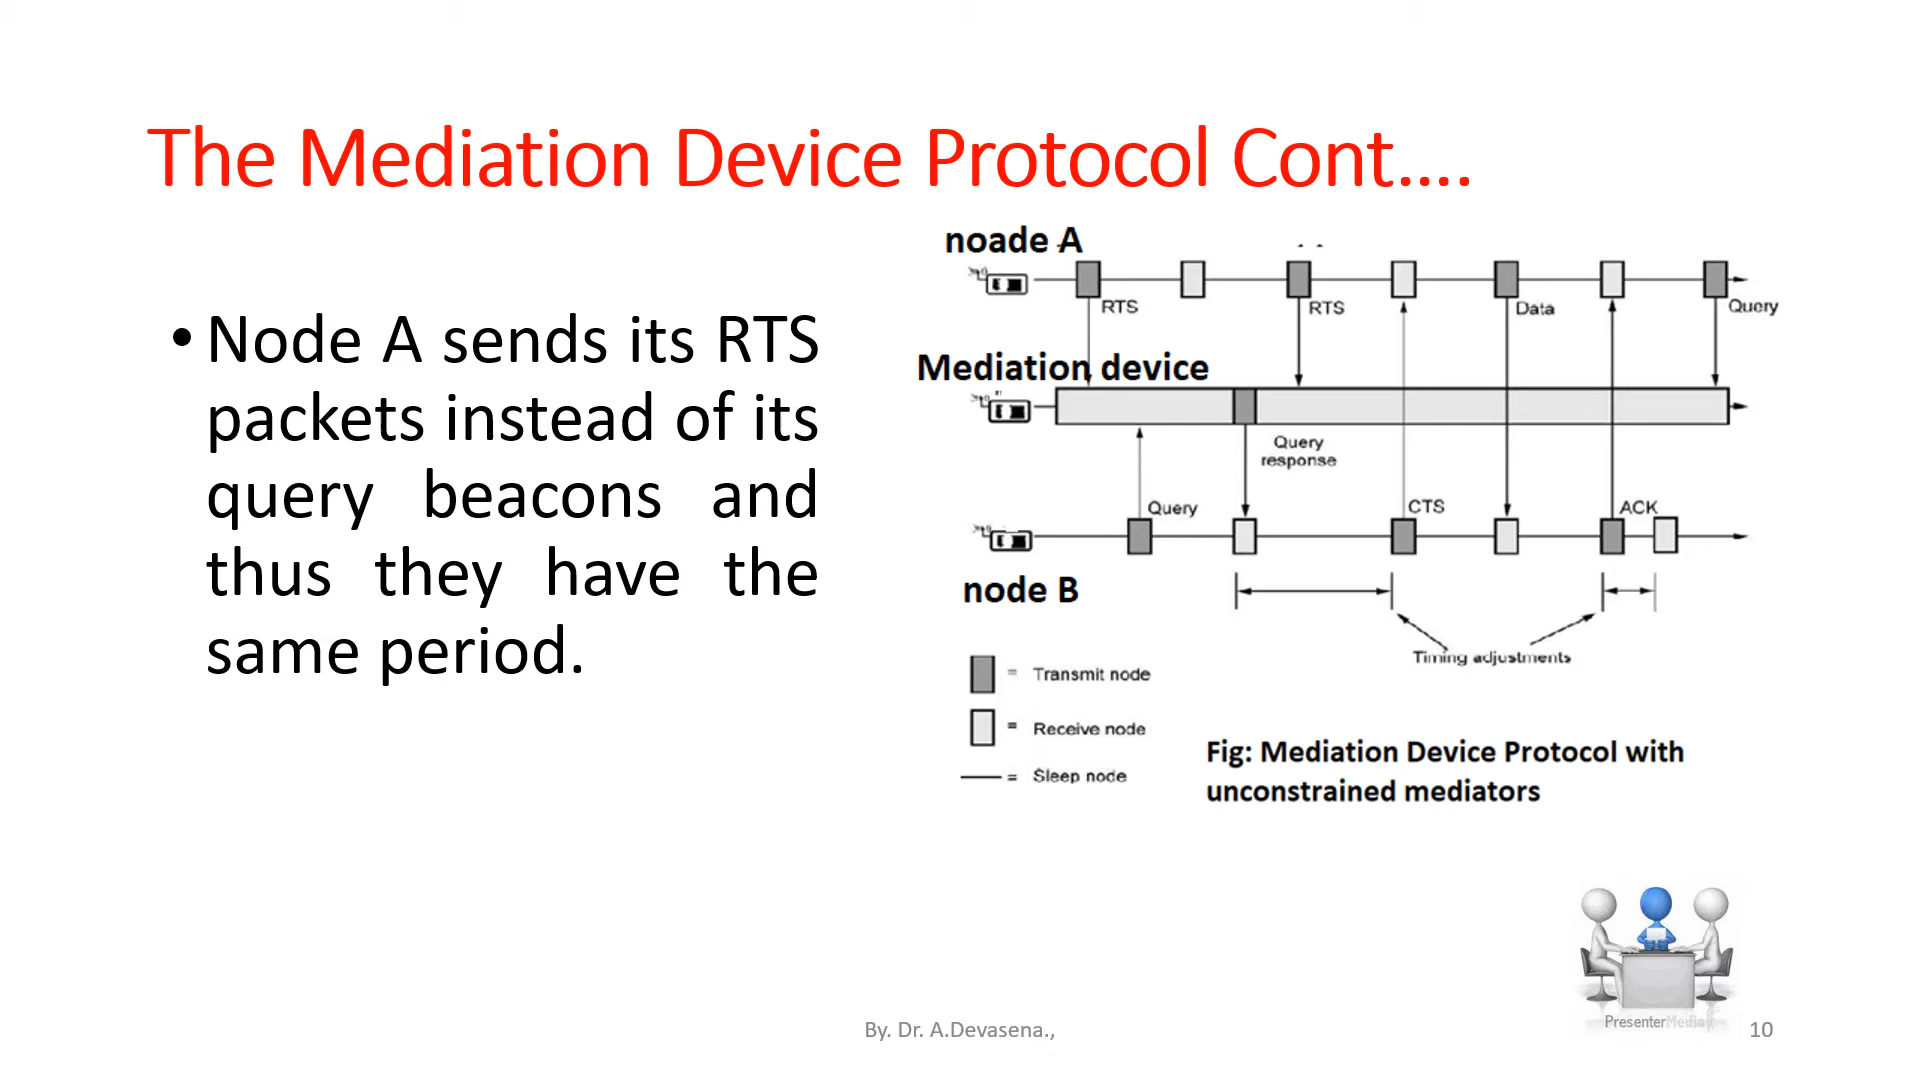 The Mediation Device Protocol Cont....
• Node A sends its RTS
packets instead of its
query beacons and
thus they have the
same period.
noade A
RTS
RTS
Data
Query
Mediation device
Query
response
Query
CTS
ACK
node B
Timing adjustments
= Transmit node
= Receive node
= Sleep node
Fig: Mediation Device Protocol with
unconstrained mediators
PresenterMedia
By. Dr. A.Devasena.,
10